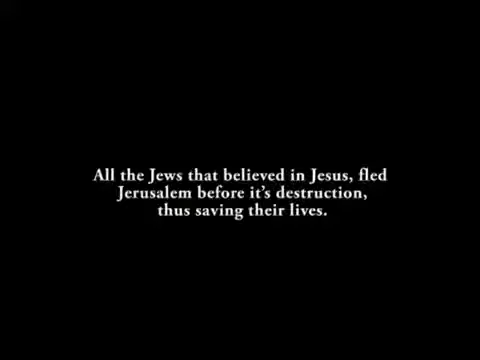 All the Jews that believed in Jesus, fled
Jerusalem before it's destruction,
thus saving their lives.